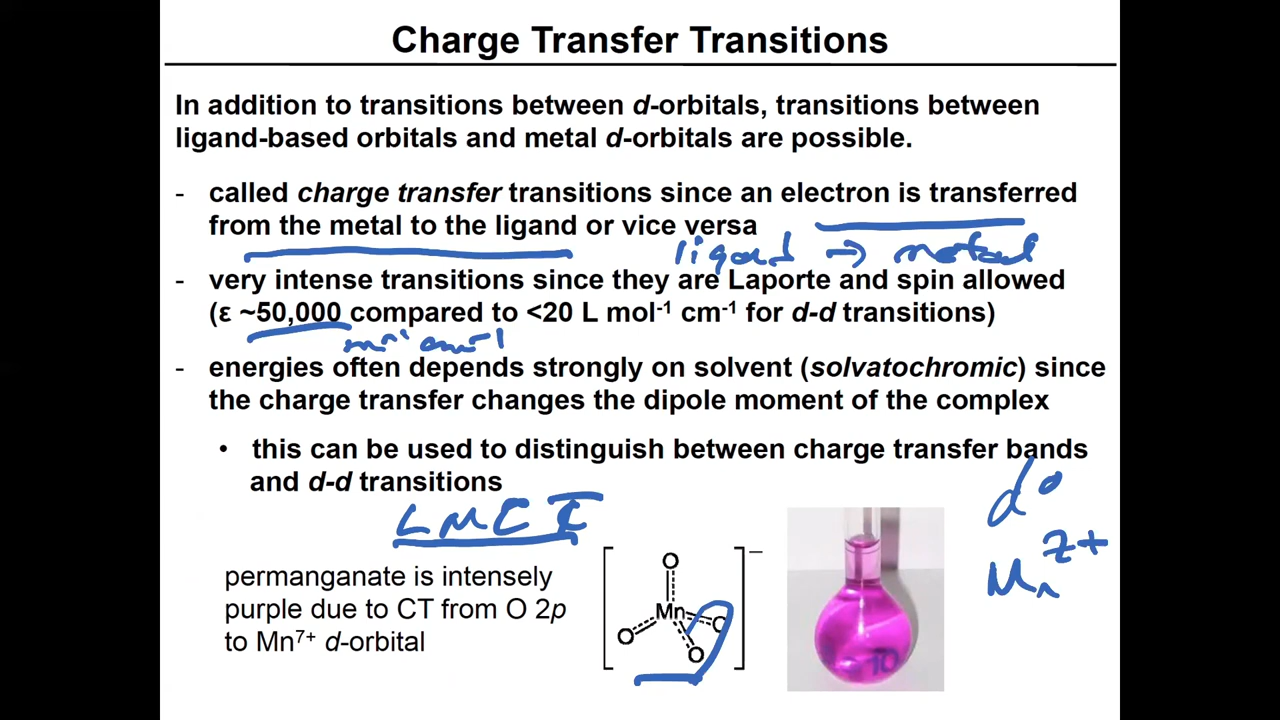 Charge Transfer Transitions
In addition to transitions between d-orbitals, transitions between
ligand-based orbitals and metal d-orbitals are possible.
- called charge transfer transitions since an electron is transferred
from the metal to the ligand or vice versa
ligand → metal
- very intense transitions since they are Laporte and spin allowed
(ε ~50,000 compared to <20 L mol⁻¹ cm⁻¹ for d-d transitions)
m⁻¹ cm⁻¹
- energies often depends strongly on solvent (solvatochromic) since
the charge transfer changes the dipole moment of the complex
• this can be used to distinguish between charge transfer bands
and d-d transitions
d⁰
LMCT
Mn⁷⁺
permanganate is intensely
purple due to CT from O 2p
to Mn⁷⁺ d-orbital
O
Mn
O
O
O
−
10